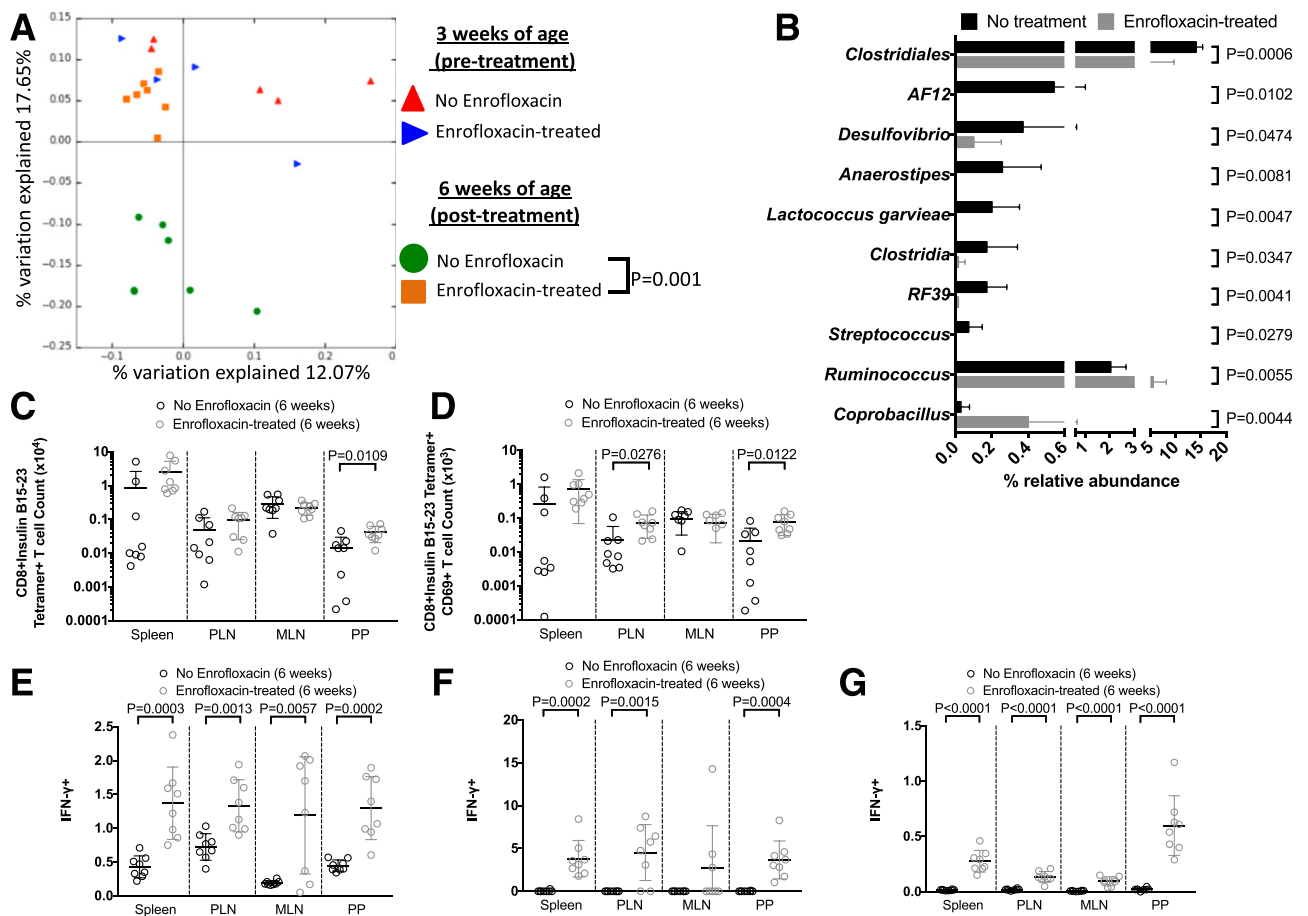 A
% variation explained 17.65%
0.15
0.10
0.05
0.00
−0.05
−0.10
−0.15
−0.20
−0.25
−0.1
0.0
0.1
0.2
0.
% variation explained 12.07%
3 weeks of age
(pre-treatment)
No Enrofloxacin
Enrofloxacin-treated
6 weeks of age
(post-treatment)
No Enrofloxacin
Enrofloxacin-treated
P=0.001
B
No treatment
Enrofloxacin-treated
Clostridiales P=0.0006
AF12 P=0.0102
Desulfovibrio P=0.0474
Anaerostipes P=0.0081
Lactococcus garvieae P=0.0047
Clostridia P=0.0347
RF39 P=0.0041
Streptococcus P=0.0279
Ruminococcus P=0.0055
Coprobacillus P=0.0044
0.0 0.2 0.4 0.6 1 2 3 5 10 15 20
% relative abundance
C
No Enrofloxacin (6 weeks)
Enrofloxacin-treated (6 weeks)
CD8+Insulin B15-23
Tetramer+ T cell Count (x10⁴)
10
1
0.1
0.01
0.001
0.0001
P=0.0109
Spleen PLN MLN PP
D
No Enrofloxacin (6 weeks)
Enrofloxacin-treated (6 weeks)
CD8+Insulin B15-23 Tetramer+
CD69+ T cell Count (x10³)
10
1
0.1
0.01
0.001
0.0001
P=0.0276 P=0.0122
Spleen PLN MLN PP
E
No Enrofloxacin (6 weeks)
Enrofloxacin-treated (6 weeks)
P=0.0003 P=0.0013 P=0.0057 P=0.0002
IFN-γ+
2.5
2.0
1.5
1.0
0.5
0.0
Spleen PLN MLN PP
F
No Enrofloxacin (6 weeks)
Enrofloxacin-treated (6 weeks)
P=0.0002 P=0.0015 P=0.0004
IFN-γ+
20
15
10
5
0
Spleen PLN MLN PP
G
No Enrofloxacin (6 weeks)
Enrofloxacin-treated (6 weeks)
P<0.0001 P<0.0001 P<0.0001 P<0.0001
IFN-γ+
1.5
1.0
0.5
0.0
Spleen PLN MLN PP